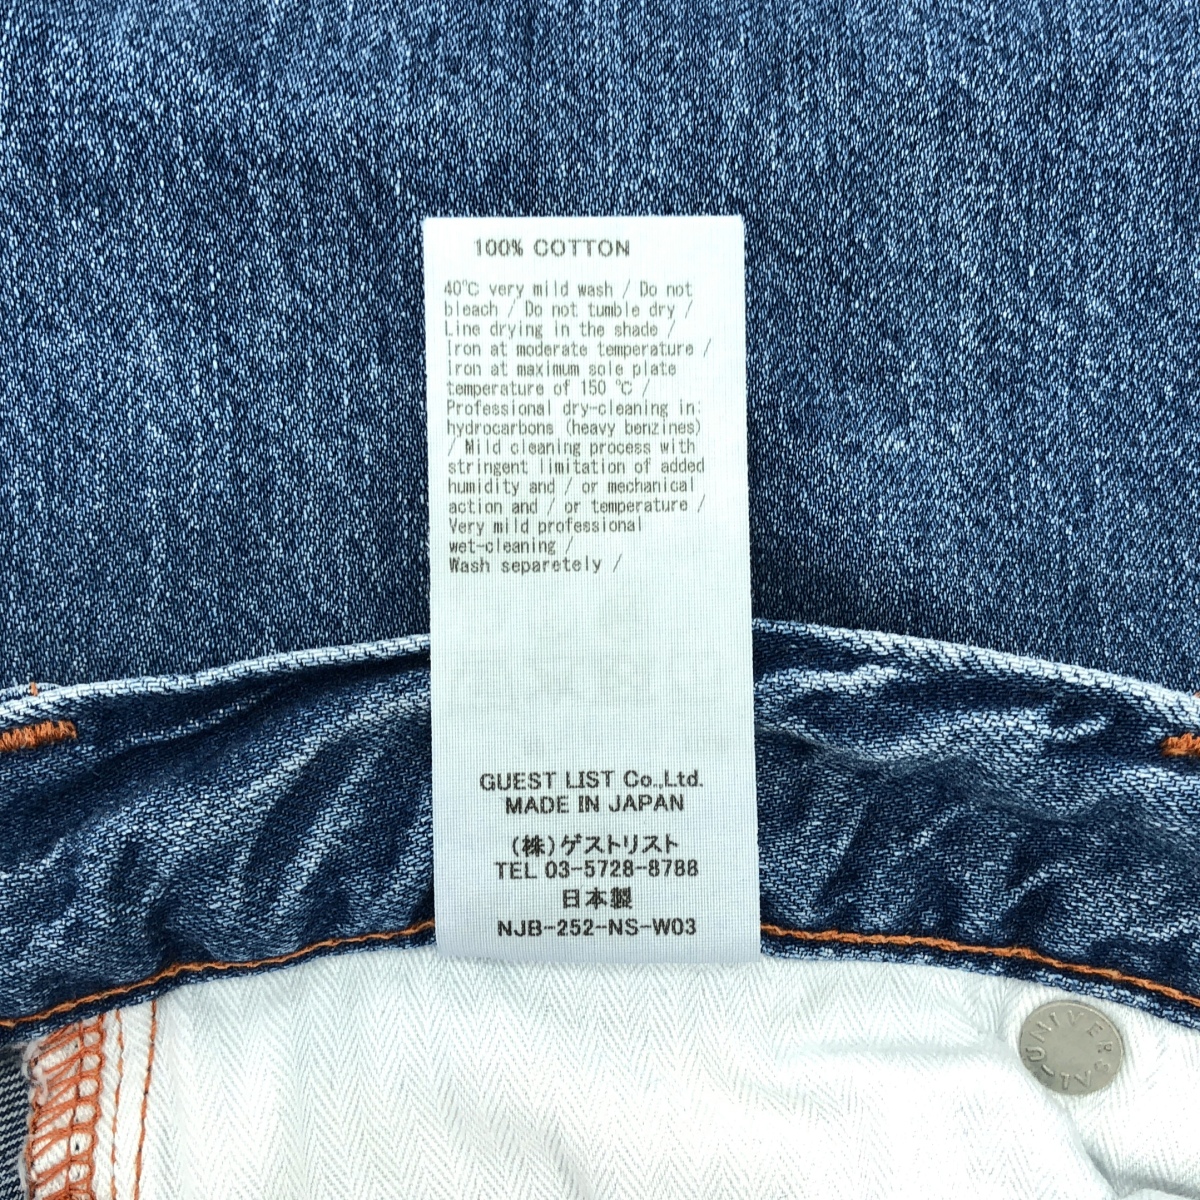 100% COTTON
40℃ very mild wash / Do not
bleach / Do not tumble dry /
Line drying in the shade /
Iron at moderate temperature /
Iron at maximum sole plate
temperature of 150 ℃ /
Professional dry-cleaning in:
hydrocarbons (heavy benzines)
/ Mild cleaning process with
stringent limitation of added
humidity and / or mechanical
action and / or temperature /
Very mild professional
wet-cleaning /
Wash separetely /
GUEST LIST Co.,Ltd.
MADE IN JAPAN
(株)ゲストリスト
TEL 03-5728-8788
日本製
NJB-252-NS-W03
UNIVERSAL-U